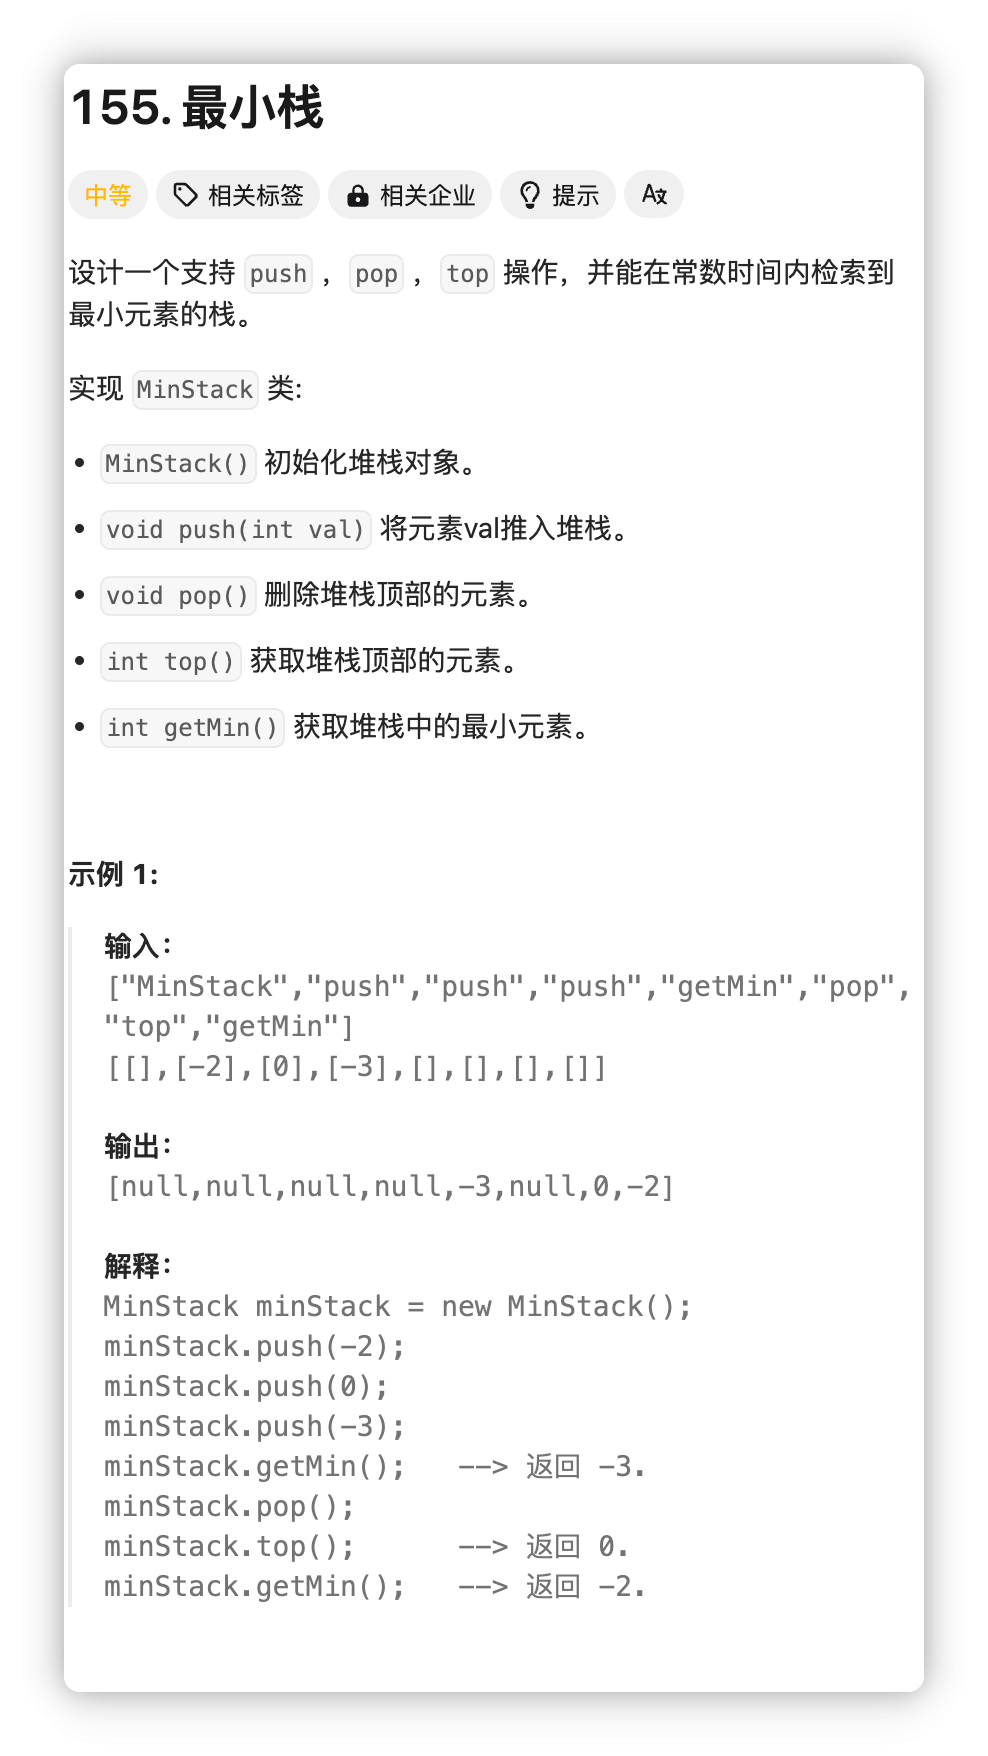 155. 最小栈
中等 相关标签 相关企业 提示 A文
设计一个支持 push ，pop ，top 操作，并能在常数时间内检索到
最小元素的栈。
实现 MinStack 类:
• MinStack() 初始化堆栈对象。
• void push(int val) 将元素val推入堆栈。
• void pop() 删除堆栈顶部的元素。
• int top() 获取堆栈顶部的元素。
• int getMin() 获取堆栈中的最小元素。
示例 1:
输入：
["MinStack","push","push","push","getMin","pop",
"top","getMin"]
[[],[-2],[0],[-3],[],[],[],[]]
输出：
[null,null,null,null,-3,null,0,-2]
解释：
MinStack minStack = new MinStack();
minStack.push(-2);
minStack.push(0);
minStack.push(-3);
minStack.getMin();   --> 返回 -3.
minStack.pop();
minStack.top();      --> 返回 0.
minStack.getMin();   --> 返回 -2.